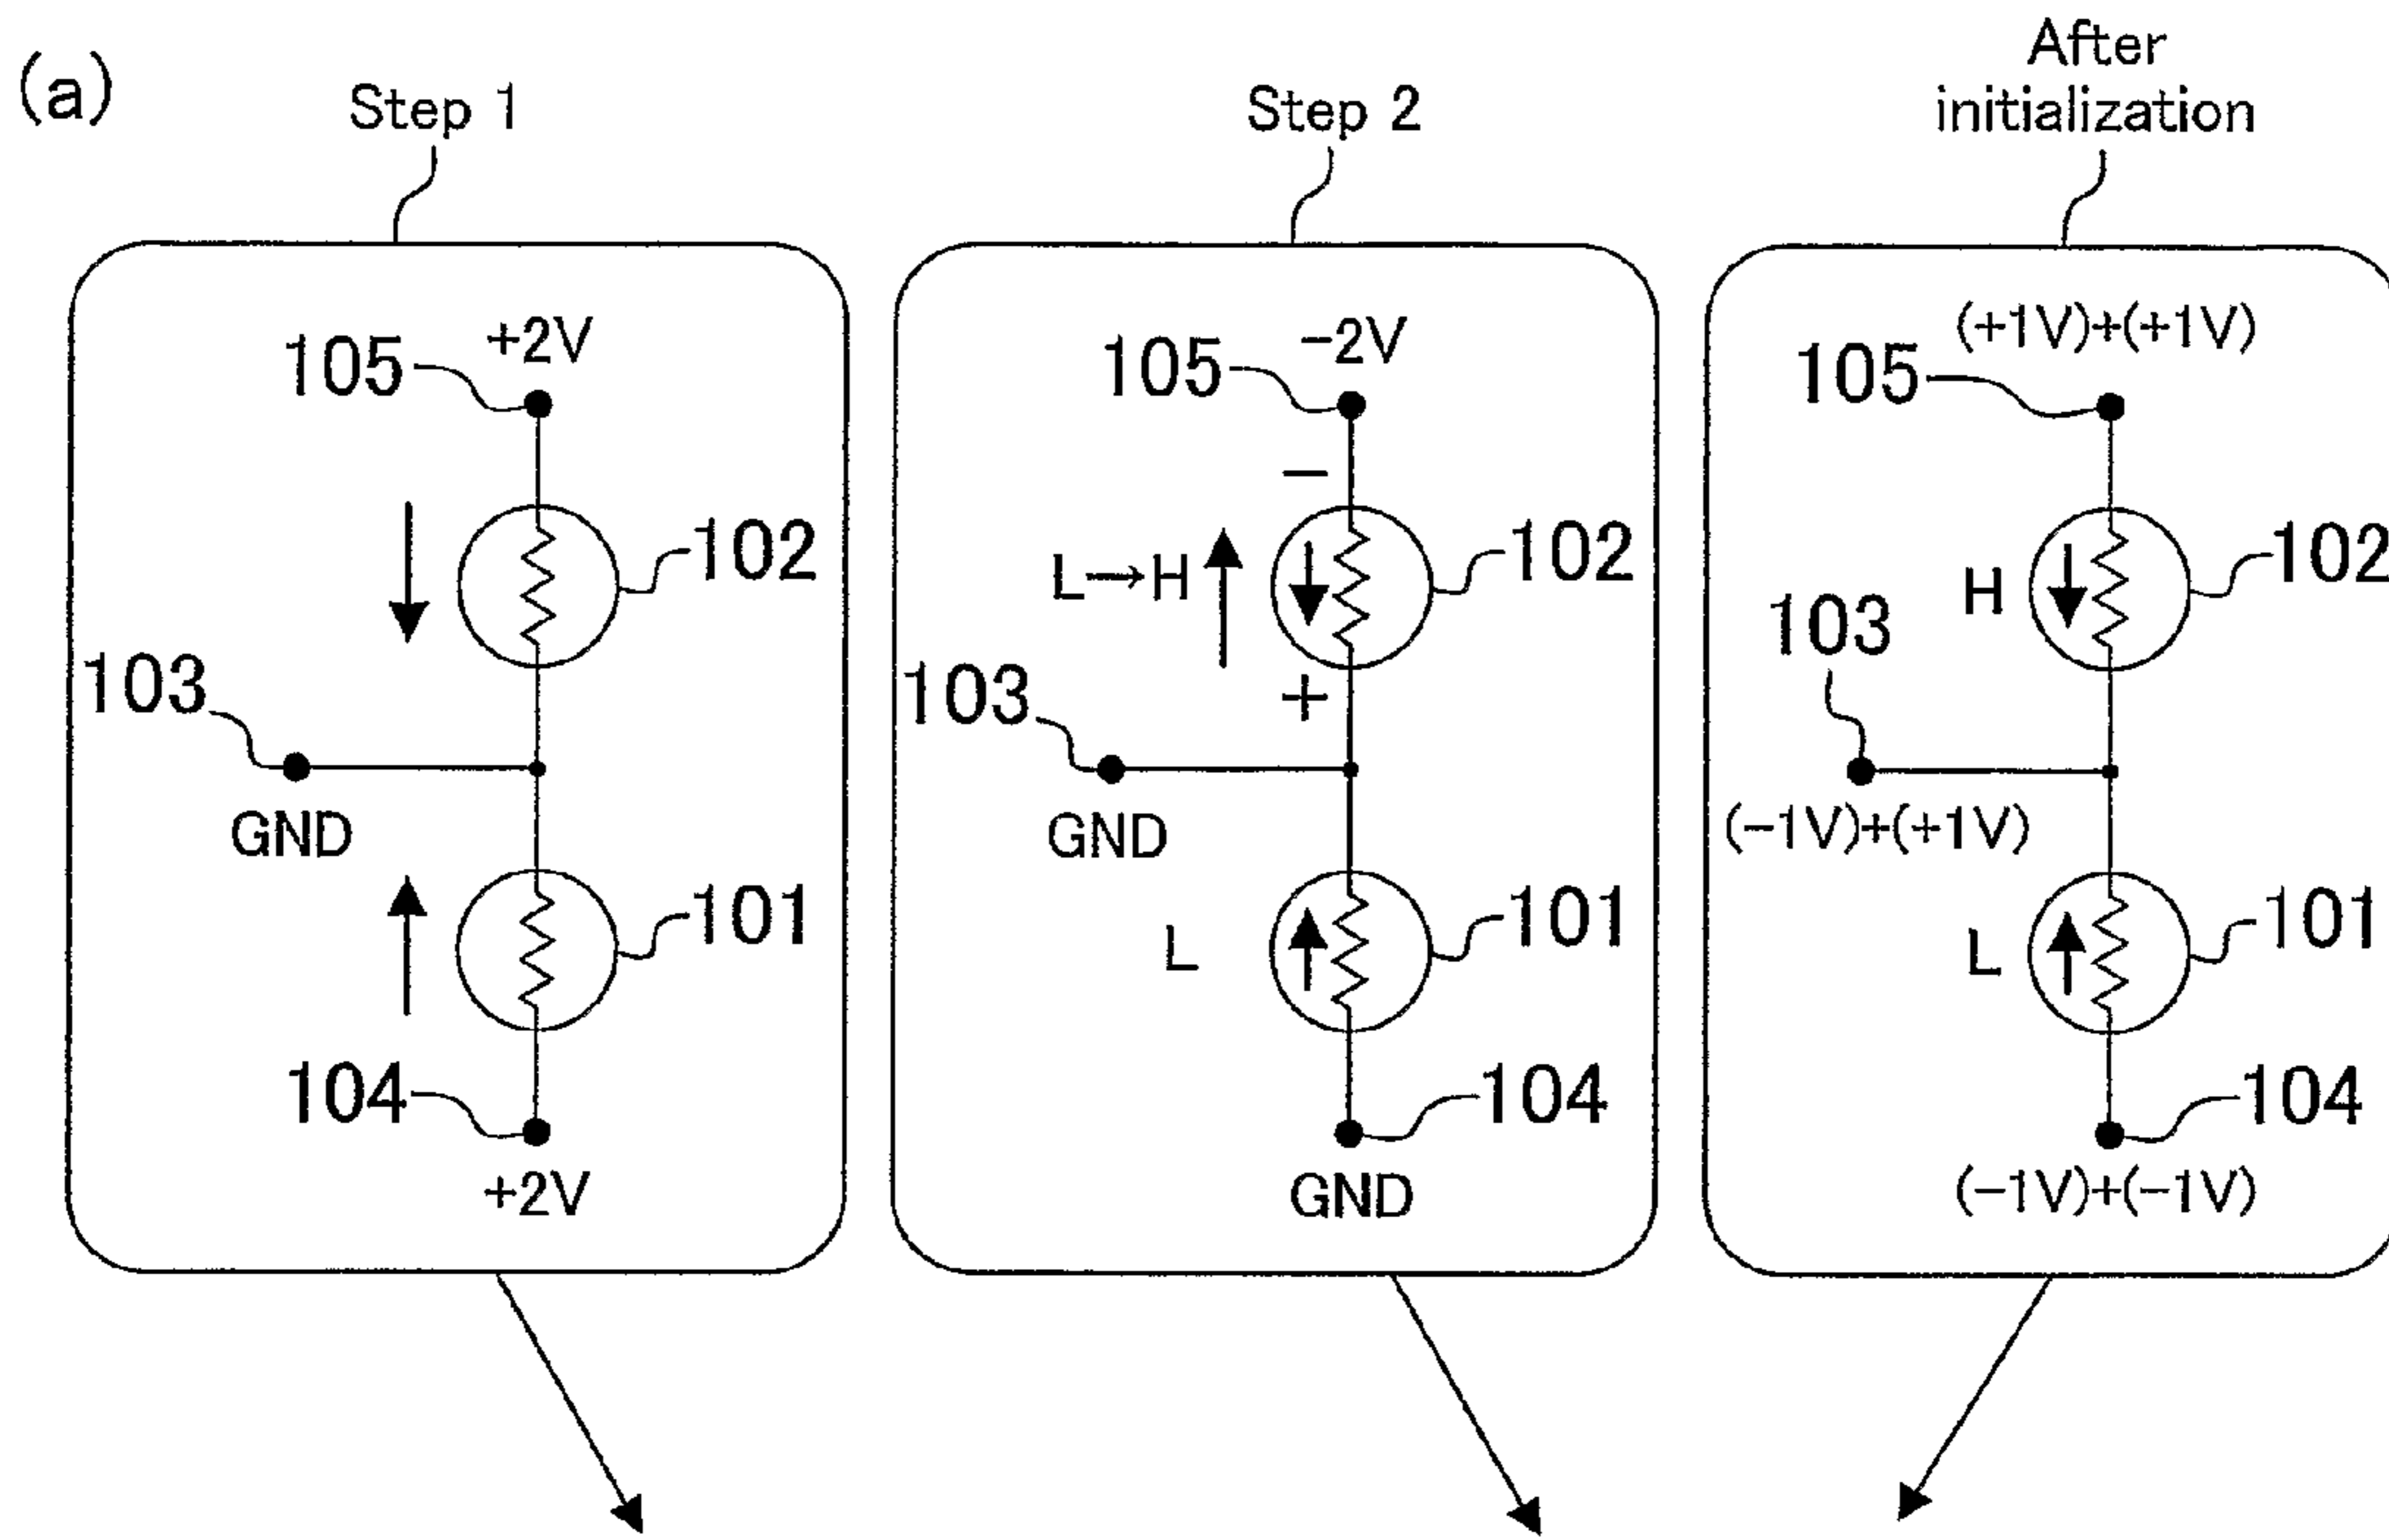 (a)
Step 1
+2V
105
102
103
GND
101
104
+2V
Step 2
−2V
105
−
L→H
102
103
+
GND
L
101
104
GND
After
initialization
(+1V)+(+1V)
105
H
102
103
(−1V)+(+1V)
L
101
104
(−1V)+(−1V)